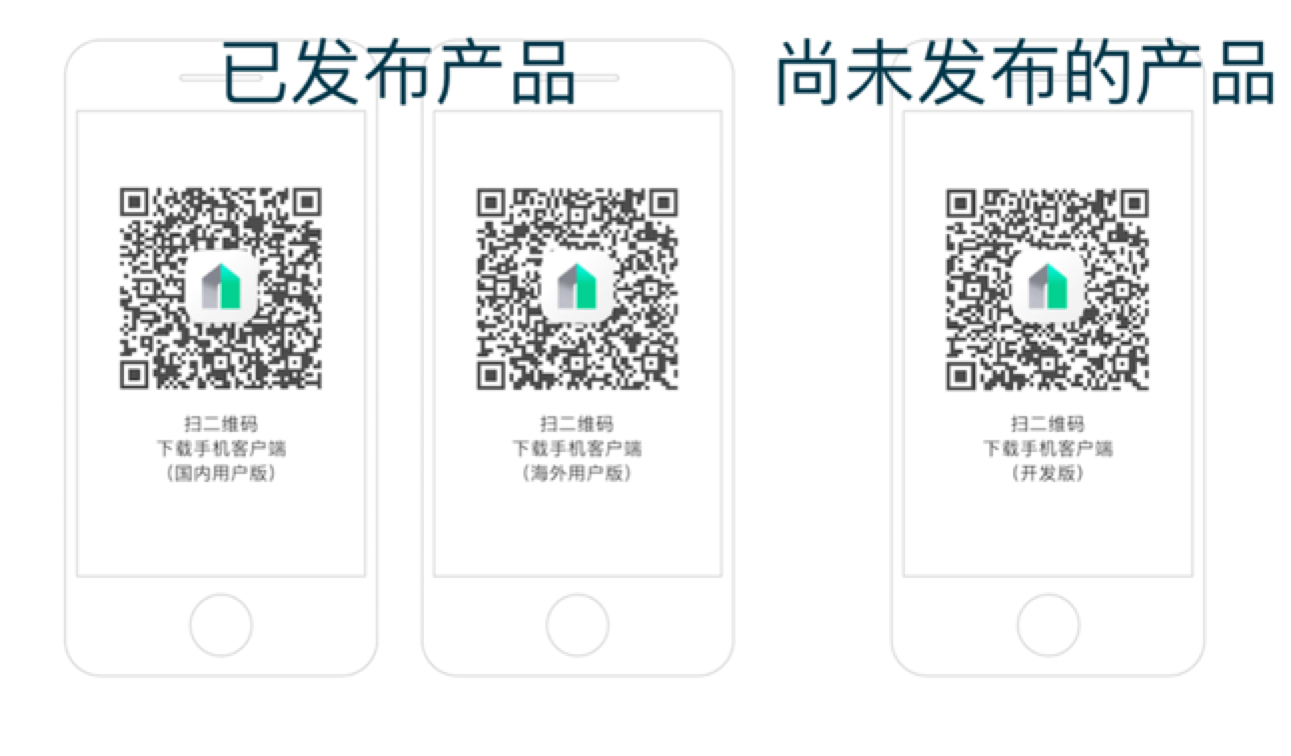 已发布产品
扫二维码
下载手机客户端
（国内用户版）
扫二维码
下载手机客户端
（海外用户版）
尚未发布的产品
扫二维码
下载手机客户端
（开发版）